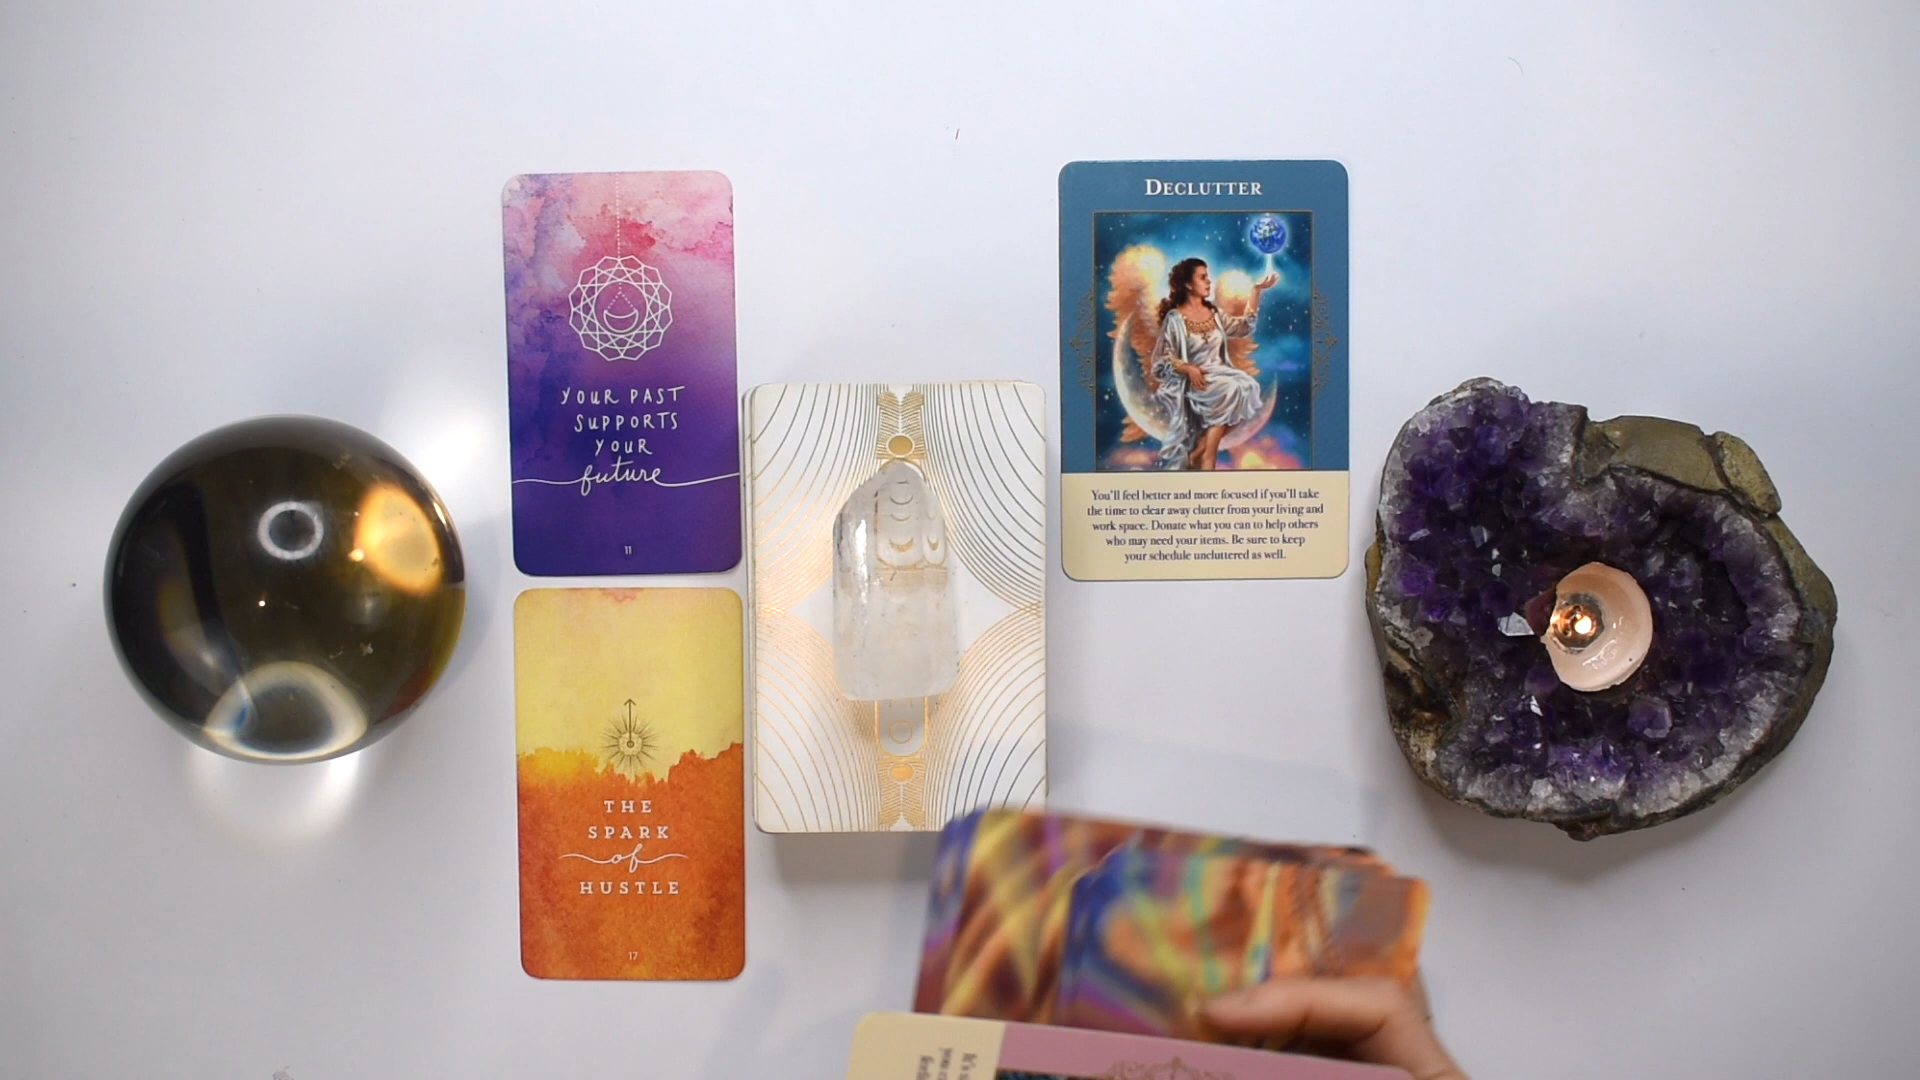 YOUR PAST
SUPPORTS
YOUR
future
11
THE
SPARK
of
HUSTLE
17
DECLUTTER
You'll feel better and more focused if you'll take
the time to clear away clutter from your living and
work space. Donate what you can to help others
who may need your items. Be sure to keep
your schedule uncluttered as well.